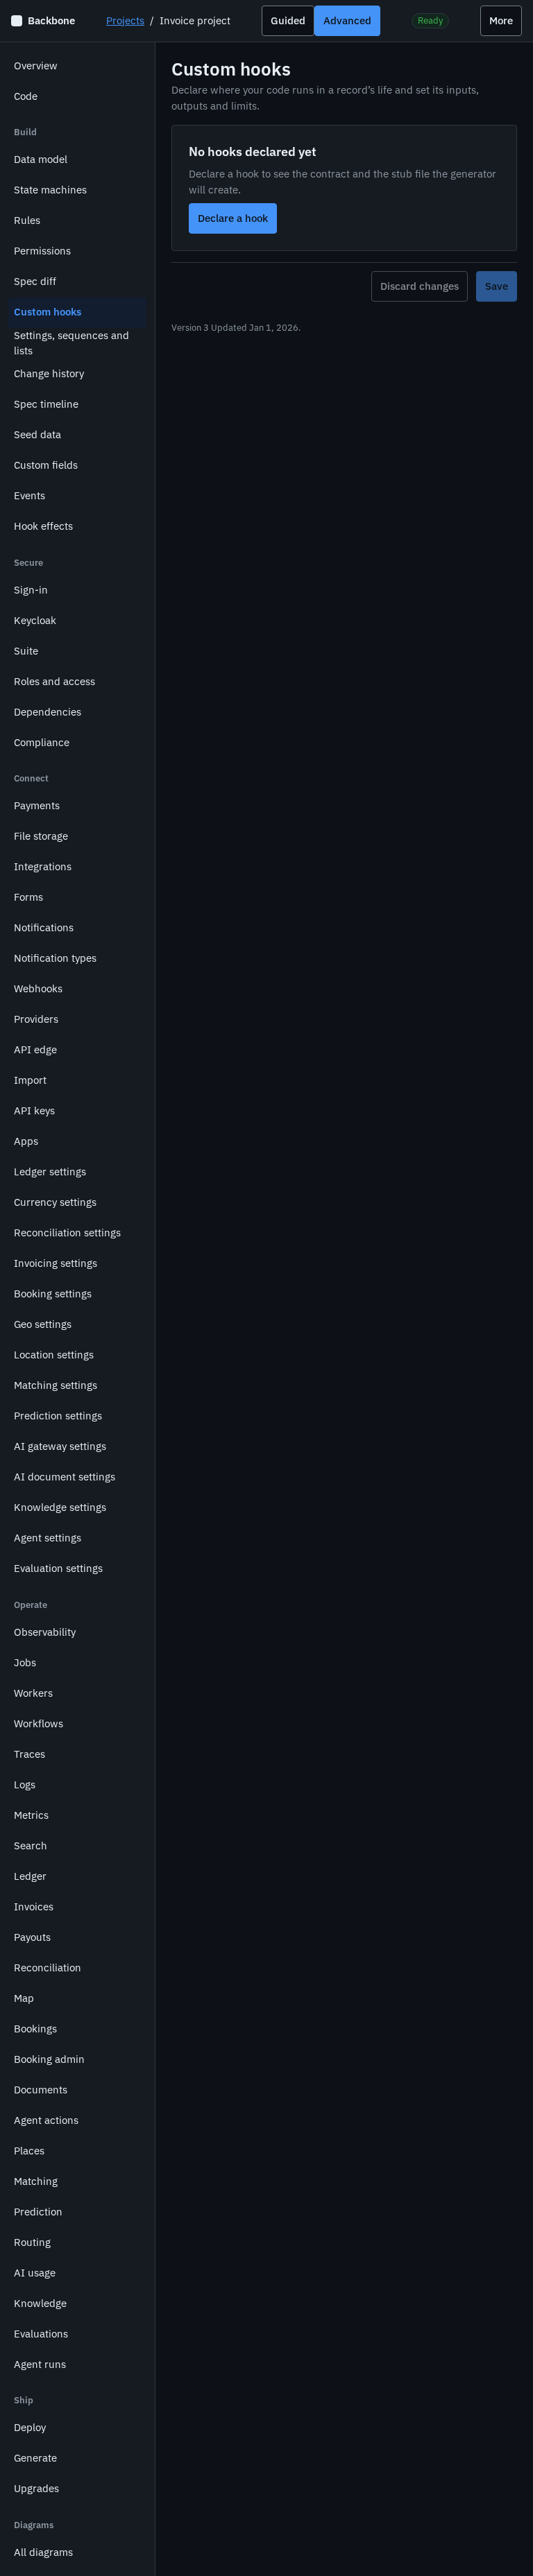 Backbone
Projects / Invoice project
Guided
Advanced
Ready
More
Overview
Code
Build
Data model
State machines
Rules
Permissions
Spec diff
Custom hooks
Settings, sequences and
lists
Change history
Spec timeline
Seed data
Custom fields
Events
Hook effects
Secure
Sign-in
Keycloak
Suite
Roles and access
Dependencies
Compliance
Connect
Payments
File storage
Integrations
Forms
Notifications
Notification types
Webhooks
Providers
API edge
Import
API keys
Apps
Ledger settings
Currency settings
Reconciliation settings
Invoicing settings
Booking settings
Geo settings
Location settings
Matching settings
Prediction settings
AI gateway settings
AI document settings
Knowledge settings
Agent settings
Evaluation settings
Operate
Observability
Jobs
Workers
Workflows
Traces
Logs
Metrics
Search
Ledger
Invoices
Payouts
Reconciliation
Map
Bookings
Booking admin
Documents
Agent actions
Places
Matching
Prediction
Routing
AI usage
Knowledge
Evaluations
Agent runs
Ship
Deploy
Generate
Upgrades
Diagrams
All diagrams
Custom hooks
Declare where your code runs in a record’s life and set its inputs,
outputs and limits.
No hooks declared yet
Declare a hook to see the contract and the stub file the generator
will create.
Declare a hook
Discard changes
Save
Version 3 Updated Jan 1, 2026.